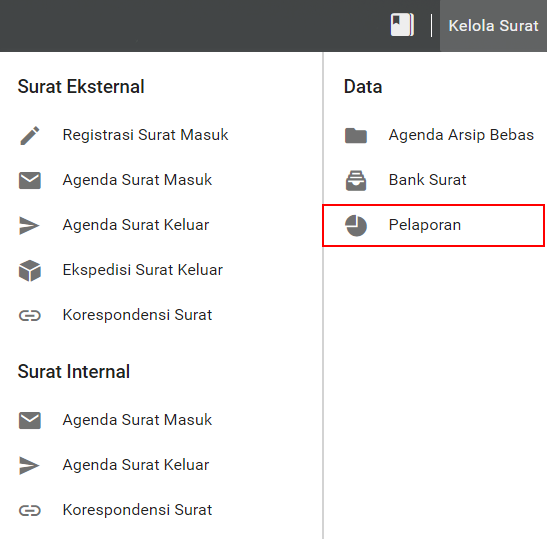 Kelola Surat
Surat Eksternal
Registrasi Surat Masuk
Agenda Surat Masuk
Agenda Surat Keluar
Ekspedisi Surat Keluar
Korespondensi Surat
Surat Internal
Agenda Surat Masuk
Agenda Surat Keluar
Korespondensi Surat
Data
Agenda Arsip Bebas
Bank Surat
Pelaporan